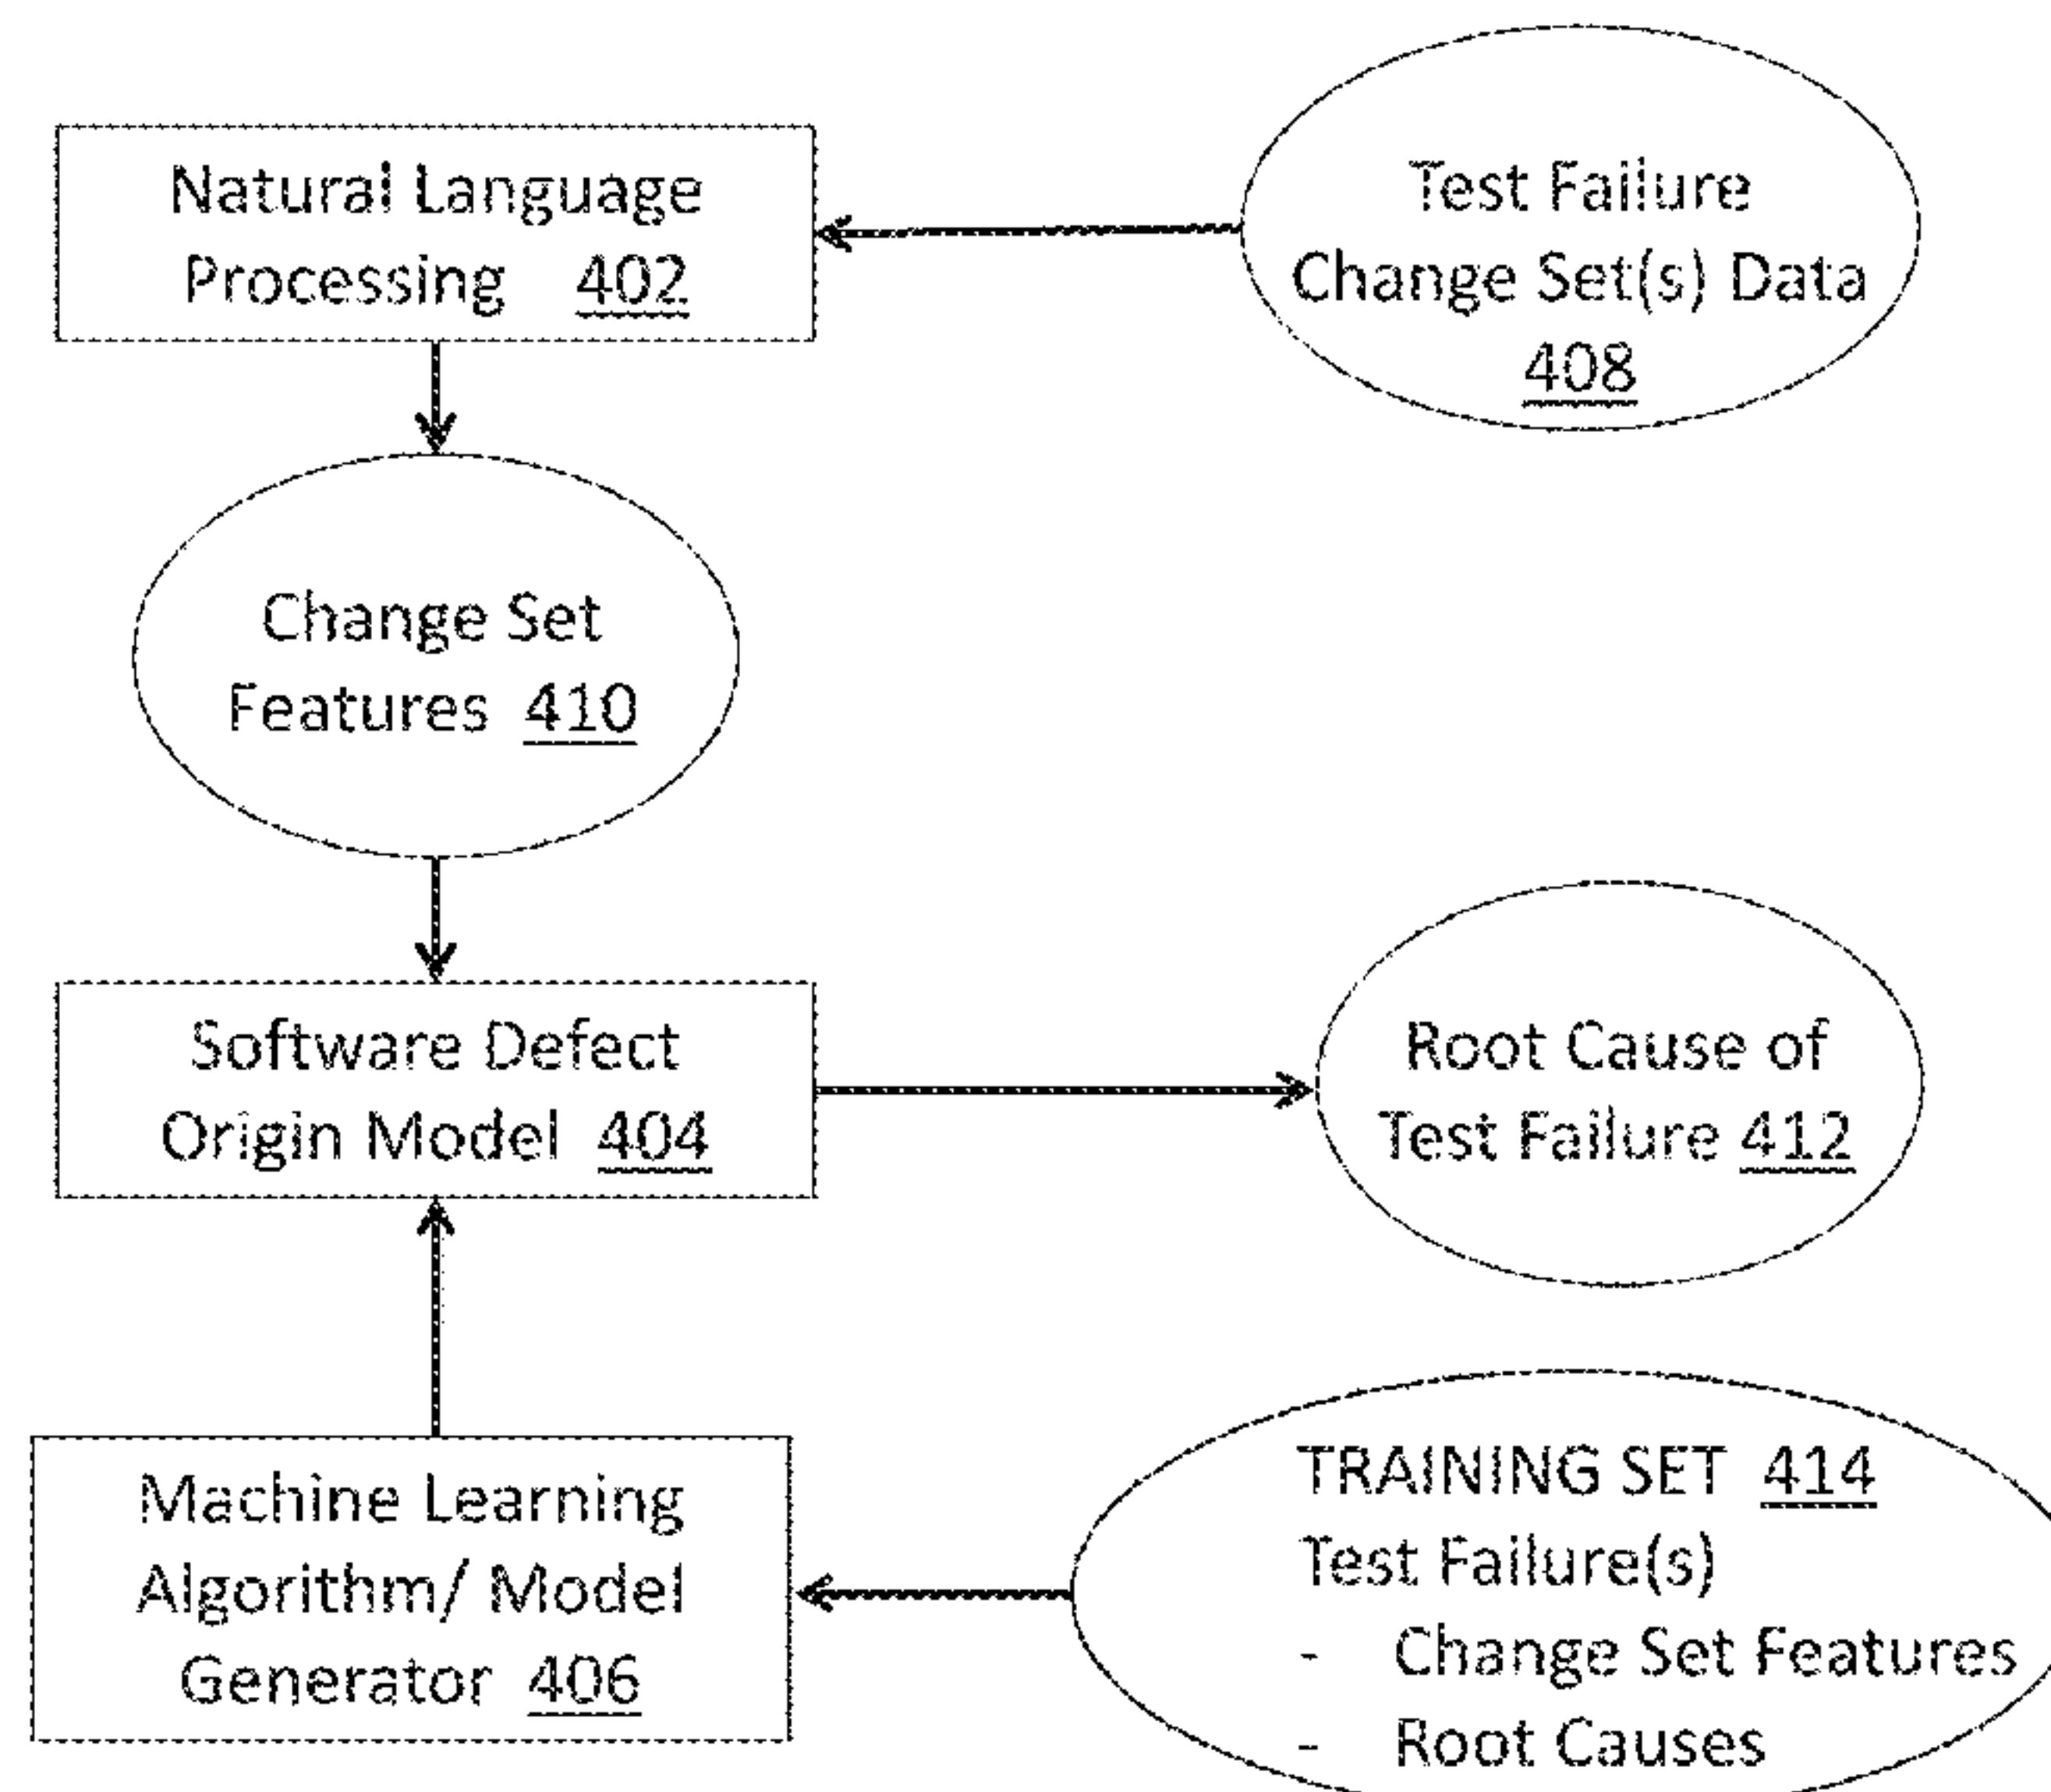 Natural Language
Processing 402
Test Failure
Change Set(s) Data
408
Change Set
Features 410
Software Defect
Origin Model 404
Root Cause of
Test Failure 412
Machine Learning
Algorithm/ Model
Generator 406
TRAINING SET 414
Test Failure(s)
- Change Set Features
- Root Causes